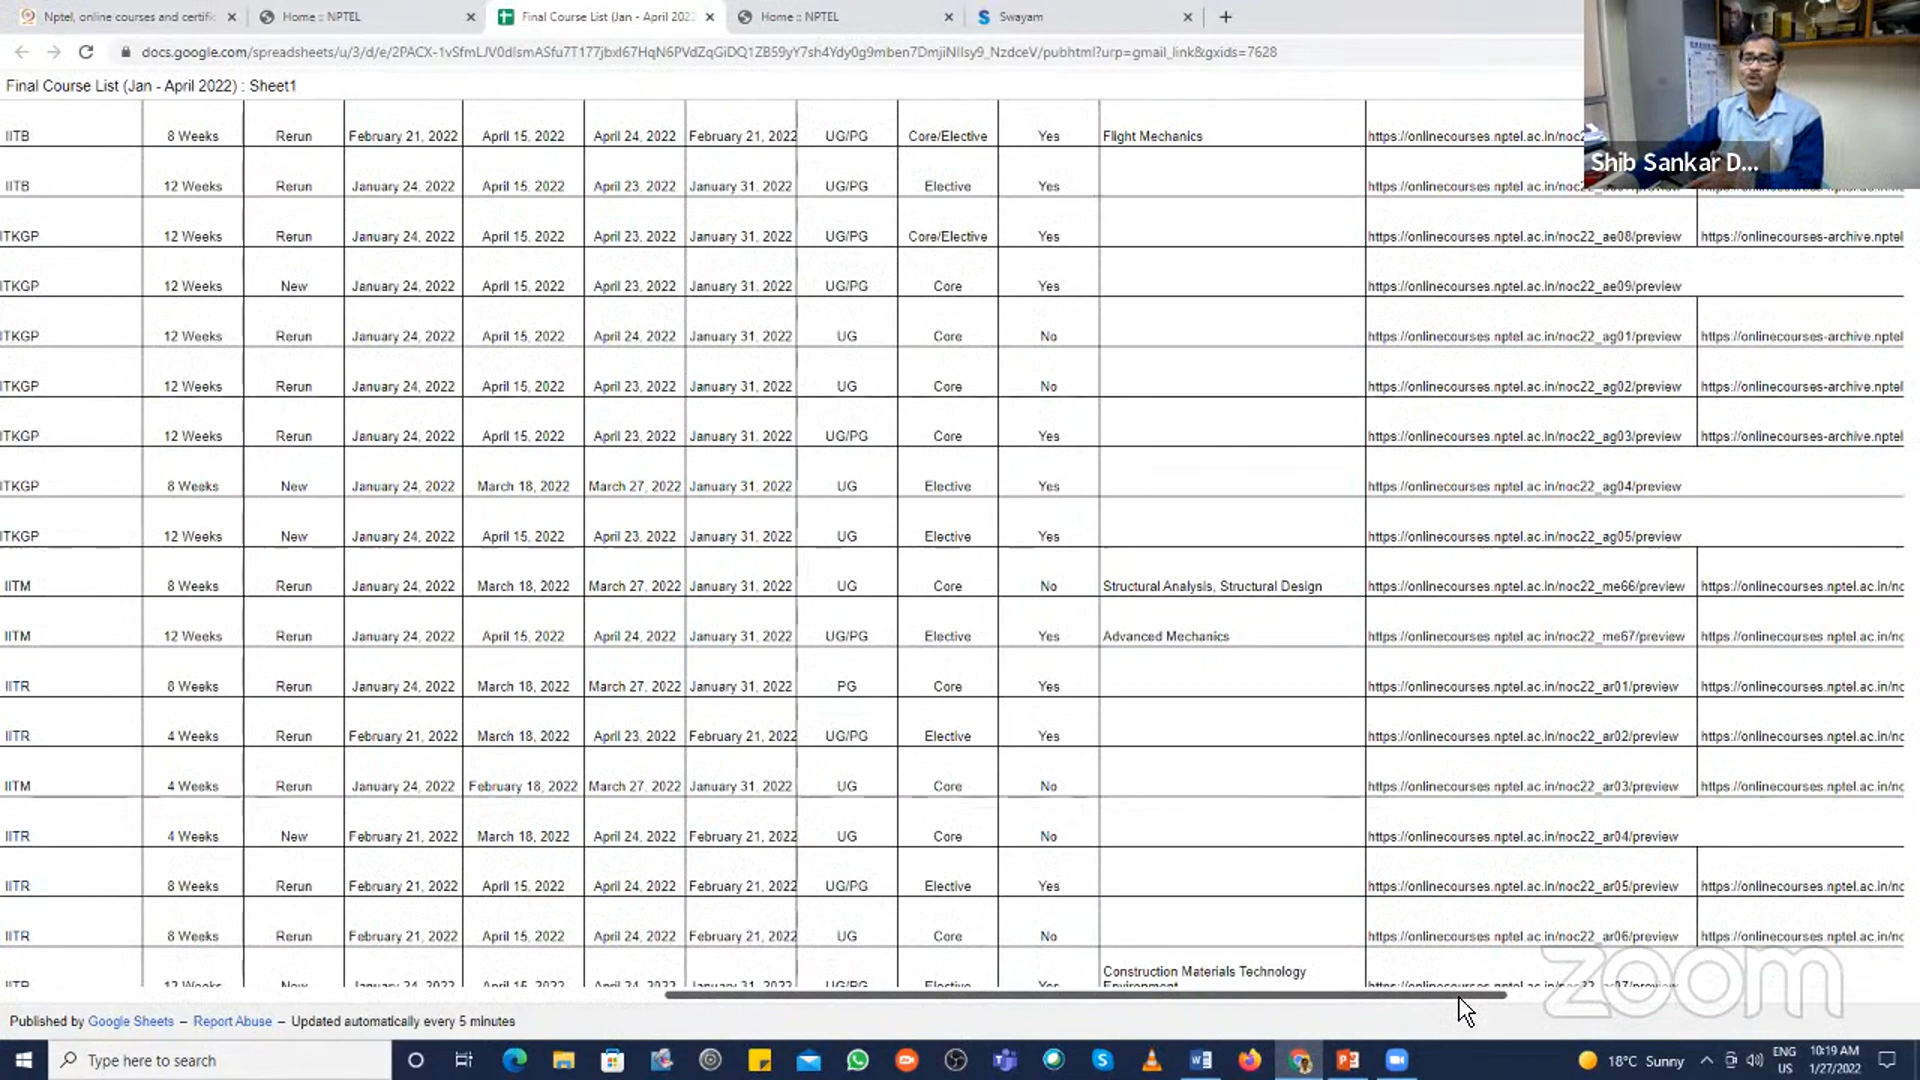 Nptel, online courses and certific
Home :: NPTEL
Final Course List (Jan - April 2022
Home :: NPTEL
Swayam
Final Course List (Jan - April 2022) : Sheet1
IITB 8 Weeks Rerun February 21, 2022 April 15, 2022 April 24, 2022 February 21, 2022 UG/PG Core/Elective Yes Flight Mechanics https://onlinecourses.nptel.ac.in/noc2
IITB 12 Weeks Rerun January 24, 2022 April 15, 2022 April 23, 2022 January 31, 2022 UG/PG Elective Yes
ITKGP 12 Weeks Rerun January 24, 2022 April 15, 2022 April 23, 2022 January 31, 2022 UG/PG Core/Elective Yes https://onlinecourses.nptel.ac.in/noc22_ae08/preview https://onlinecourses-archive.nptel
ITKGP 12 Weeks New January 24, 2022 April 15, 2022 April 23, 2022 January 31, 2022 UG/PG Core Yes https://onlinecourses.nptel.ac.in/noc22_ae09/preview
ITKGP 12 Weeks Rerun January 24, 2022 April 15, 2022 April 24, 2022 January 31, 2022 UG Core No https://onlinecourses.nptel.ac.in/noc22_ag01/preview https://onlinecourses-archive.nptel
ITKGP 12 Weeks Rerun January 24, 2022 April 15, 2022 April 23, 2022 January 31, 2022 UG Core No https://onlinecourses.nptel.ac.in/noc22_ag02/preview https://onlinecourses-archive.nptel
ITKGP 12 Weeks Rerun January 24, 2022 April 15, 2022 April 23, 2022 January 31, 2022 UG/PG Core Yes https://onlinecourses.nptel.ac.in/noc22_ag03/preview https://onlinecourses-archive.nptel
ITKGP 8 Weeks New January 24, 2022 March 18, 2022 March 27, 2022 January 31, 2022 UG Elective Yes https://onlinecourses.nptel.ac.in/noc22_ag04/preview
ITKGP 12 Weeks New January 24, 2022 April 15, 2022 April 23, 2022 January 31, 2022 UG Elective Yes https://onlinecourses.nptel.ac.in/noc22_ag05/preview
IITM 8 Weeks Rerun January 24, 2022 March 18, 2022 March 27, 2022 January 31, 2022 UG Core No Structural Analysis, Structural Design https://onlinecourses.nptel.ac.in/noc22_me66/preview https://onlinecourses.nptel.ac.in/nc
IITM 12 Weeks Rerun January 24, 2022 April 15, 2022 April 24, 2022 January 31, 2022 UG/PG Elective Yes Advanced Mechanics https://onlinecourses.nptel.ac.in/noc22_me67/preview https://onlinecourses.nptel.ac.in/nc
IITR 8 Weeks Rerun January 24, 2022 March 18, 2022 March 27, 2022 January 31, 2022 PG Core Yes https://onlinecourses.nptel.ac.in/noc22_ar01/preview https://onlinecourses.nptel.ac.in/nc
IITR 4 Weeks Rerun February 21, 2022 March 18, 2022 April 23, 2022 February 21, 2022 UG/PG Elective Yes https://onlinecourses.nptel.ac.in/noc22_ar02/preview https://onlinecourses.nptel.ac.in/nc
IITM 4 Weeks Rerun January 24, 2022 February 18, 2022 March 27, 2022 January 31, 2022 UG Core No https://onlinecourses.nptel.ac.in/noc22_ar03/preview https://onlinecourses.nptel.ac.in/nc
IITR 4 Weeks New February 21, 2022 March 18, 2022 April 24, 2022 February 21, 2022 UG Core No https://onlinecourses.nptel.ac.in/noc22_ar04/preview
IITR 8 Weeks Rerun February 21, 2022 April 15, 2022 April 24, 2022 February 21, 2022 UG/PG Elective Yes https://onlinecourses.nptel.ac.in/noc22_ar05/preview https://onlinecourses.nptel.ac.in/nc
IITR 8 Weeks Rerun February 21, 2022 April 15, 2022 April 24, 2022 February 21, 2022 UG Core No https://onlinecourses.nptel.ac.in/noc22_ar06/preview https://onlinecourses.nptel.ac.in/nc
Construction Materials Technology
Published by Google Sheets – Report Abuse – Updated automatically every 5 minutes
Shib Sankar D...
zoom
Type here to search
18°C Sunny
ENG
US
10:19 AM
1/27/2022